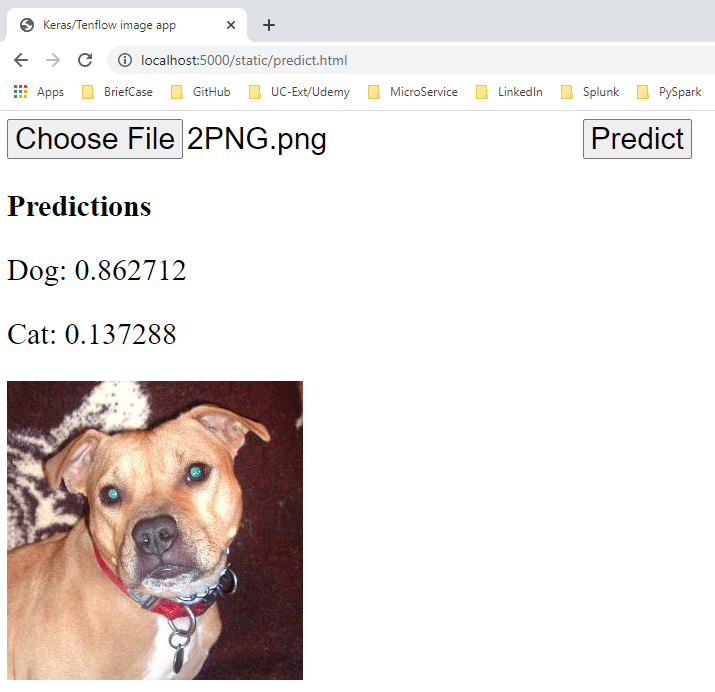 Keras/Tenflow image app
localhost:5000/static/predict.html
Apps BriefCase GitHub UC-Ext/Udemy MicroService LinkedIn Splunk PySpark
Choose File 2PNG.png Predict
Predictions
Dog: 0.862712
Cat: 0.137288